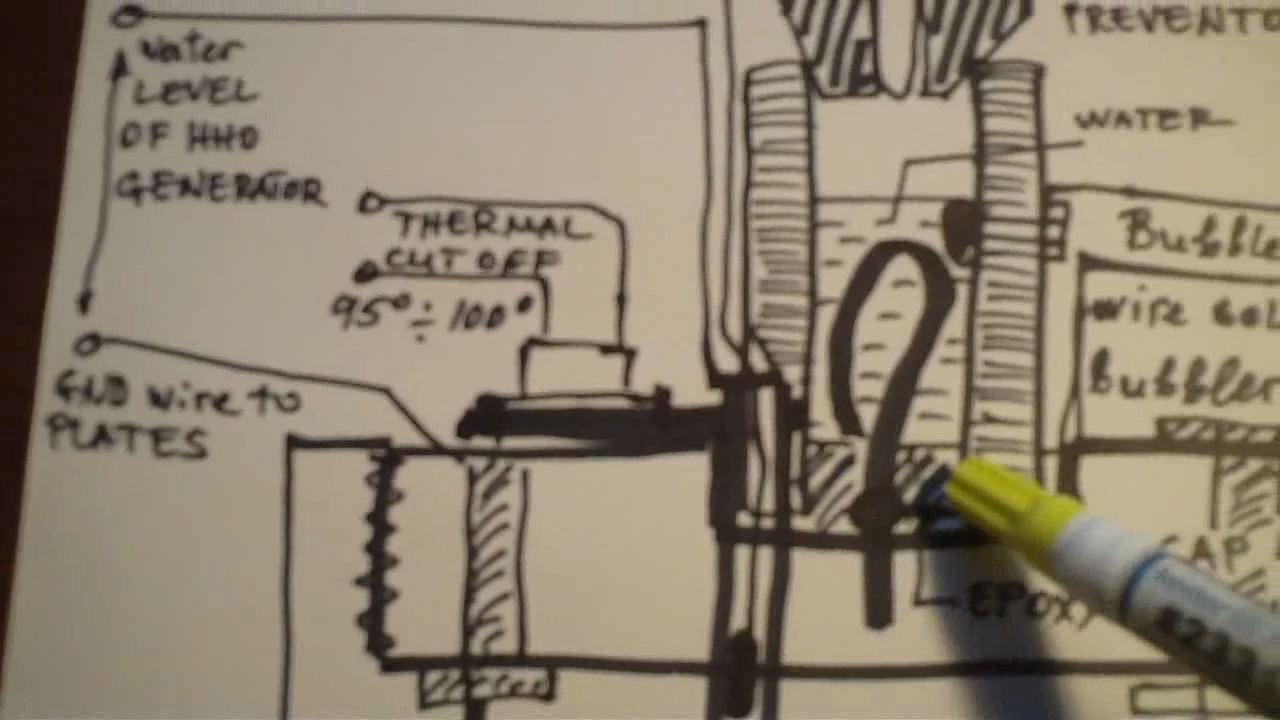 Water
LEVEL
OF HHO
GENERATOR
THERMAL
CUT OFF
95° ÷ 100°
GND wire to
PLATES
PREVENTO
WATER
Bubble
wire
Bubbler
CAP
EPOXY